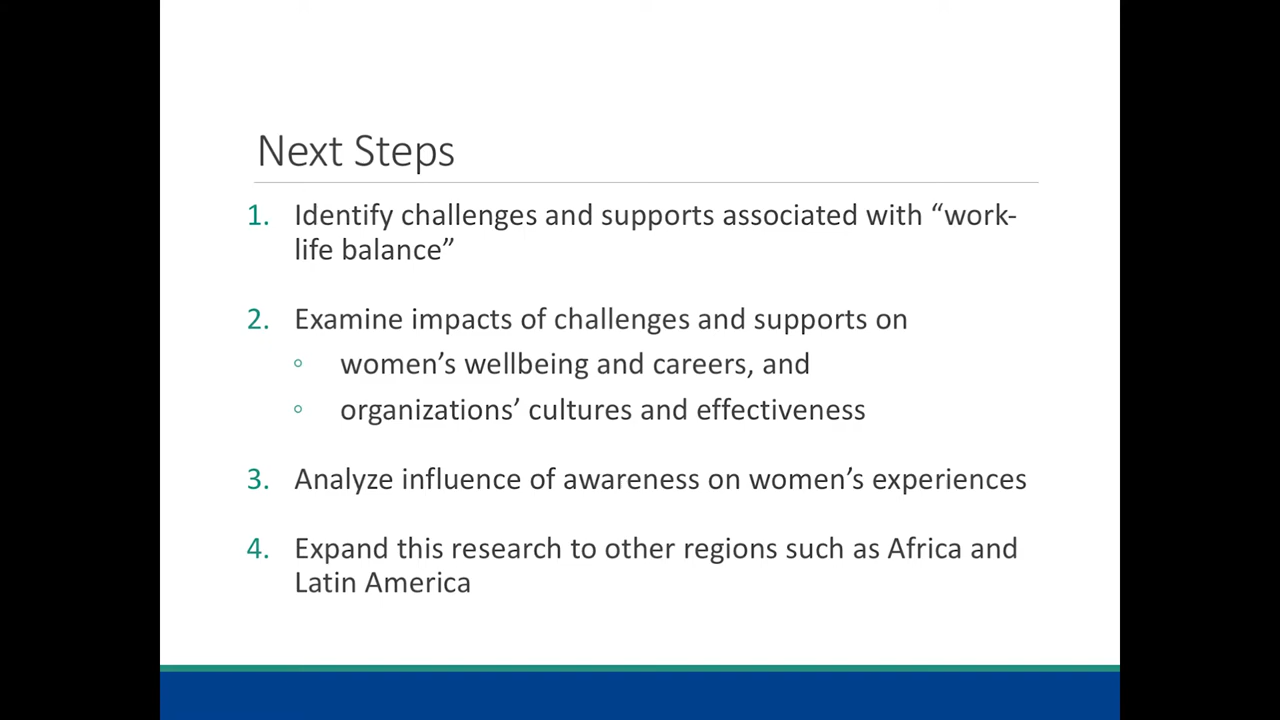 Next Steps
1. Identify challenges and supports associated with “work-
life balance”
2. Examine impacts of challenges and supports on
◦ women’s wellbeing and careers, and
◦ organizations’ cultures and effectiveness
3. Analyze influence of awareness on women’s experiences
4. Expand this research to other regions such as Africa and
Latin America